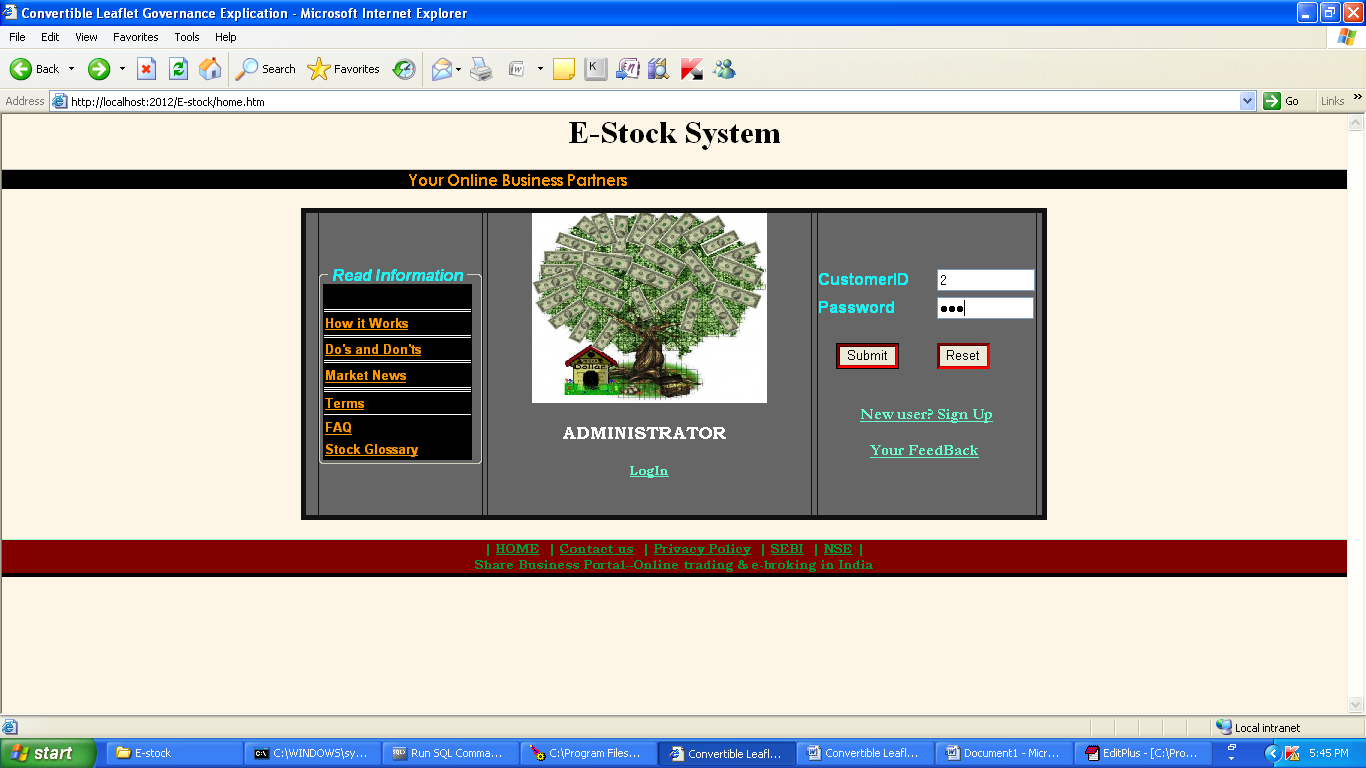 Convertible Leaflet Governance Explication - Microsoft Internet Explorer
File Edit View Favorites Tools Help
Back Search Favorites
Address http://localhost:2012/E-stock/home.htm Go Links »
E-Stock System
Your Online Business Partners
Read Information
How it Works
Do's and Don'ts
Market News
Terms
FAQ
Stock Glossary
Dollar
ADMINISTRATOR
LogIn
CustomerID 2
Password •••
Submit Reset
New user? Sign Up
Your FeedBack
| HOME | Contact us | Privacy Policy | SEBI | NSE |
Share Business Portal--Online trading & e-broking in India
Local intranet
start E-stock C:\WINDOWS\sy... Run SQL Comma... C:\Program Files... Convertible Leafl... Convertible Leafl... Document1 - Micr... EditPlus - [C:\Pro... 5:45 PM